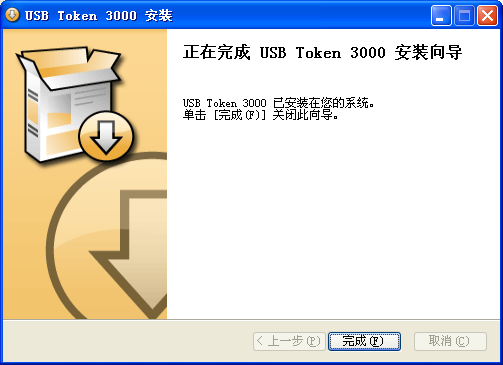 USB Token 3000 安装
正在完成 USB Token 3000 安装向导
USB Token 3000 已安装在您的系统。
单击 [完成(F)] 关闭此向导。
< 上一步(P)
完成(F)
取消(C)